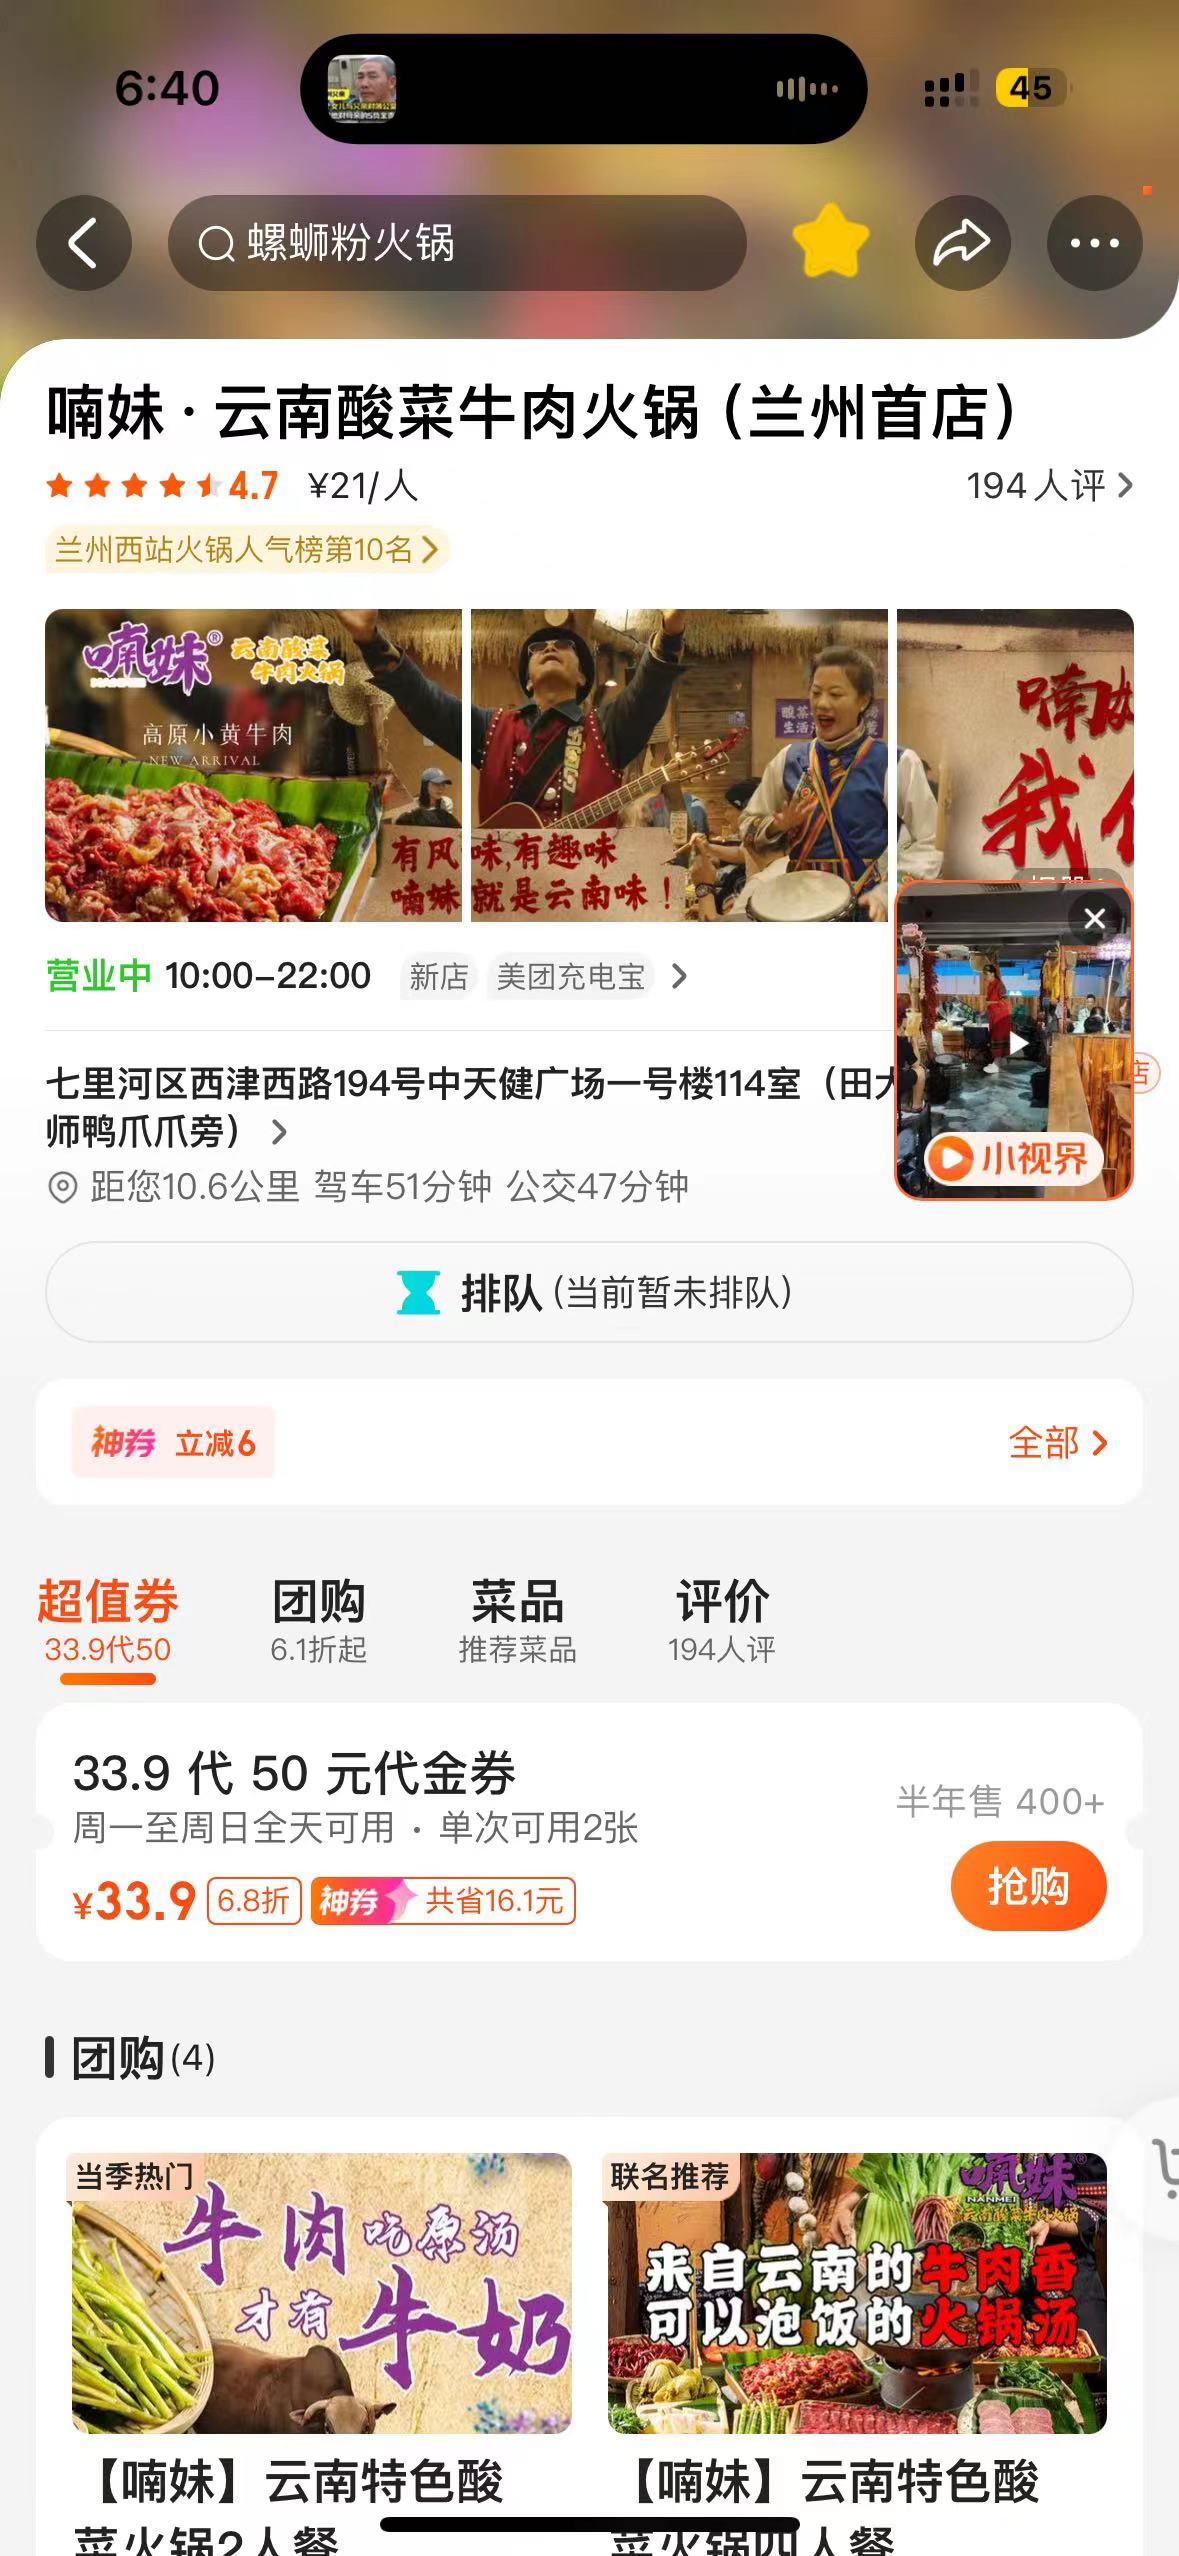 6:40
45
螺蛳粉火锅
喃妹·云南酸菜牛肉火锅(兰州首店)
4.7 ¥21/人
194人评
兰州西站火锅人气榜第10名
喃妹® 云南酸菜
牛肉火锅
高原小黄牛肉
NEW ARRIVAL
有风味,有趣味
喃妹就是云南味!
我
营业中 10:00-22:00 新店 美团充电宝
七里河区西津西路194号中天健广场一号楼114室(田大
师鸭爪爪旁)
店
小视界
距您10.6公里 驾车51分钟 公交47分钟
排队(当前暂未排队)
神券 立减6
全部
超值券 团购 菜品 评价
33.9代50 6.1折起 推荐菜品 194人评
33.9 代 50 元代金券
周一至周日全天可用·单次可用2张
半年售 400+
¥33.9 6.8折 神券 共省16.1元
抢购
团购(4)
当季热门
牛肉吃原汤
才有牛奶
【喃妹】云南特色酸
菜火锅2人餐
联名推荐
喃妹®
NANMEI
云南酸菜牛肉火锅
来自云南的牛肉香
可以泡饭的火锅汤
【喃妹】云南特色酸
菜火锅四人餐